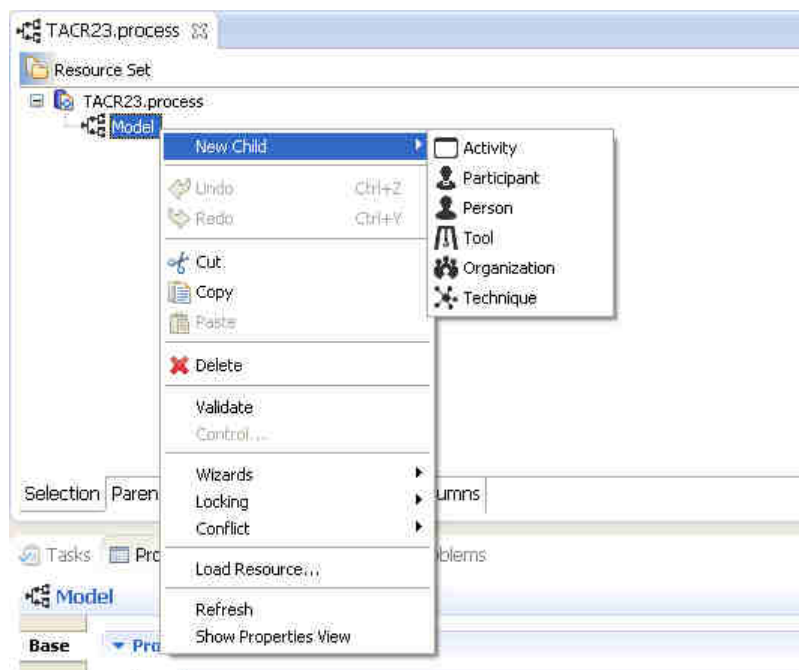 TACR23.process
Resource Set
TACR23.process
Model
New Child
Activity
Participant
Person
Tool
Organization
Technique
Undo Ctrl+Z
Redo Ctrl+Y
Cut
Copy
Paste
Delete
Validate
Control...
Wizards
Locking
Conflict
Load Resource...
Refresh
Show Properties View
Selection Paren umns
Tasks Pro blems
Model
Base Pro